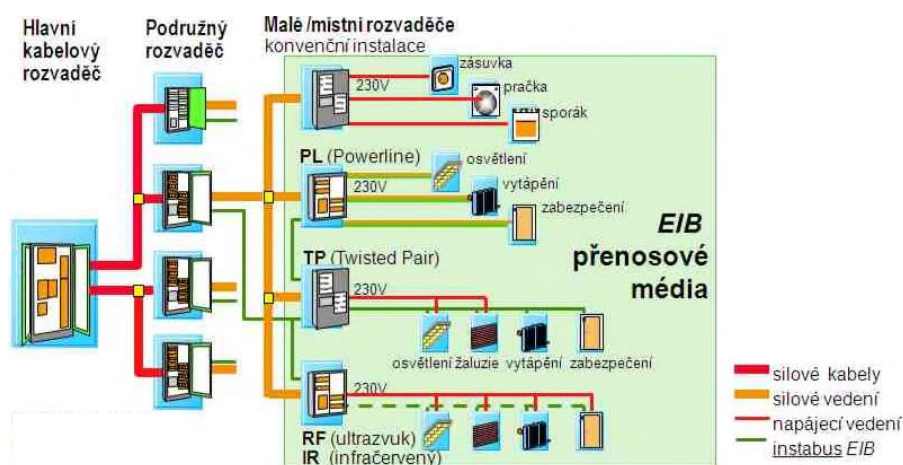 Hlavní
kabelový
rozvaděč
Podružný
rozvaděč
Malé /místní rozvaděče
konvenční instalace
230V
zásuvka
pračka
sporák
PL (Powerline)
230V
osvětlení
vytápění
zabezpečení
EIB
přenosové
média
TP (Twisted Pair)
230V
osvětlení žaluzie vytápění zabezpečení
230V
RF (ultrazvuk)
IR (infračervený)
silové kabely
silové vedení
napájecí vedení
instabus EIB